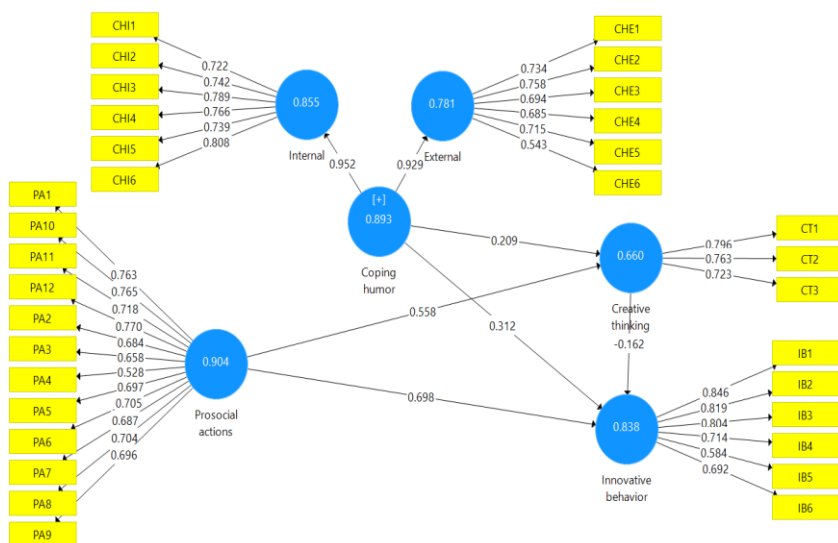 CHI1
CHI2
CHI3
CHI4
CHI5
CHI6
0.722
0.742
0.789
0.766
0.739
0.808
0.855
Internal
0.952
0.781
External
0.929
0.734
0.758
0.694
0.685
0.715
0.543
CHE1
CHE2
CHE3
CHE4
CHE5
CHE6
[+]
0.893
Coping
humor
0.209
0.312
PA1
PA10
PA11
PA12
PA2
PA3
PA4
PA5
PA6
PA7
PA8
PA9
0.763
0.765
0.718
0.770
0.684
0.658
0.528
0.697
0.705
0.687
0.704
0.696
0.904
Prosocial
actions
0.558
0.698
0.660
Creative
thinking
-0.162
0.796
0.763
0.723
CT1
CT2
CT3
0.838
Innovative
behavior
0.846
0.819
0.804
0.714
0.584
0.692
IB1
IB2
IB3
IB4
IB5
IB6